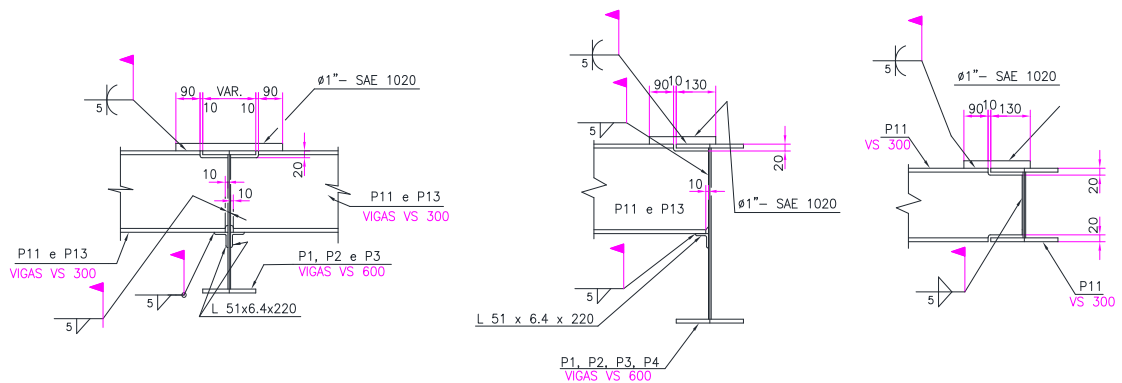 ø1"– SAE 1020
90
VAR.
90
10
10
5
20
10
10
P11 e P13
VIGAS VS 300
P11 e P13
VIGAS VS 300
P1, P2 e P3
VIGAS VS 600
5
L 51x6.4x220
5
5
90
10
130
5
20
10
P11 e P13
ø1"– SAE 1020
5
L 51 x 6.4 x 220
P1, P2, P3, P4
VIGAS VS 600
5
ø1"– SAE 1020
90
10
130
P11
VS 300
20
20
5
P11
VS 300